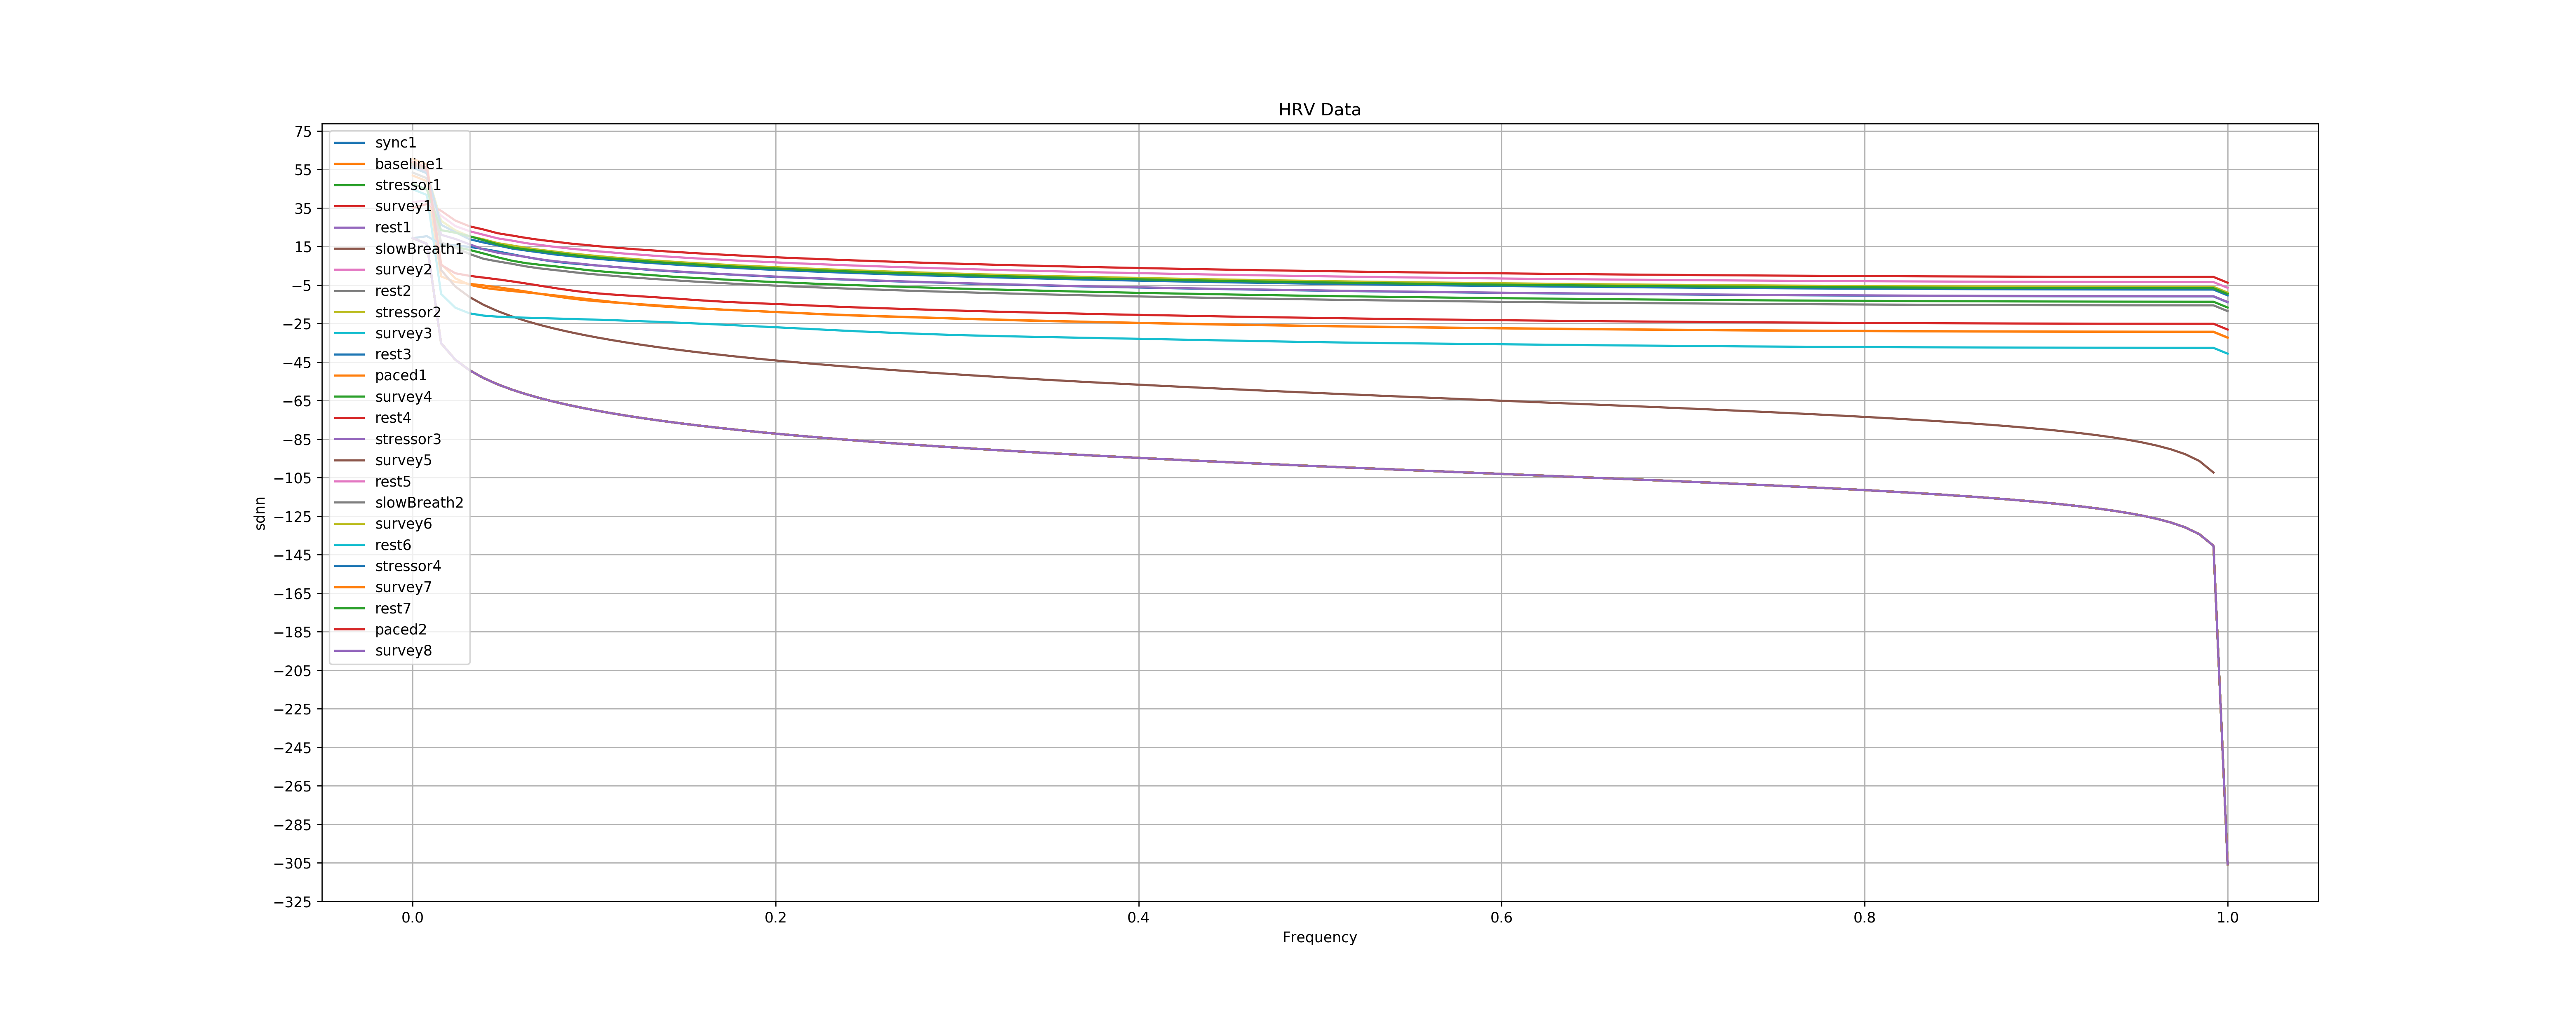 HRV Data
75
55
35
15
−5
−25
−45
−65
−85
−105
−125
−145
−165
−185
−205
−225
−245
−265
−285
−305
−325
sdnn
sync1
baseline1
stressor1
survey1
rest1
slowBreath1
survey2
rest2
stressor2
survey3
rest3
paced1
survey4
rest4
stressor3
survey5
rest5
slowBreath2
survey6
rest6
stressor4
survey7
rest7
paced2
survey8
0.0 0.2 0.4 0.6 0.8 1.0
Frequency